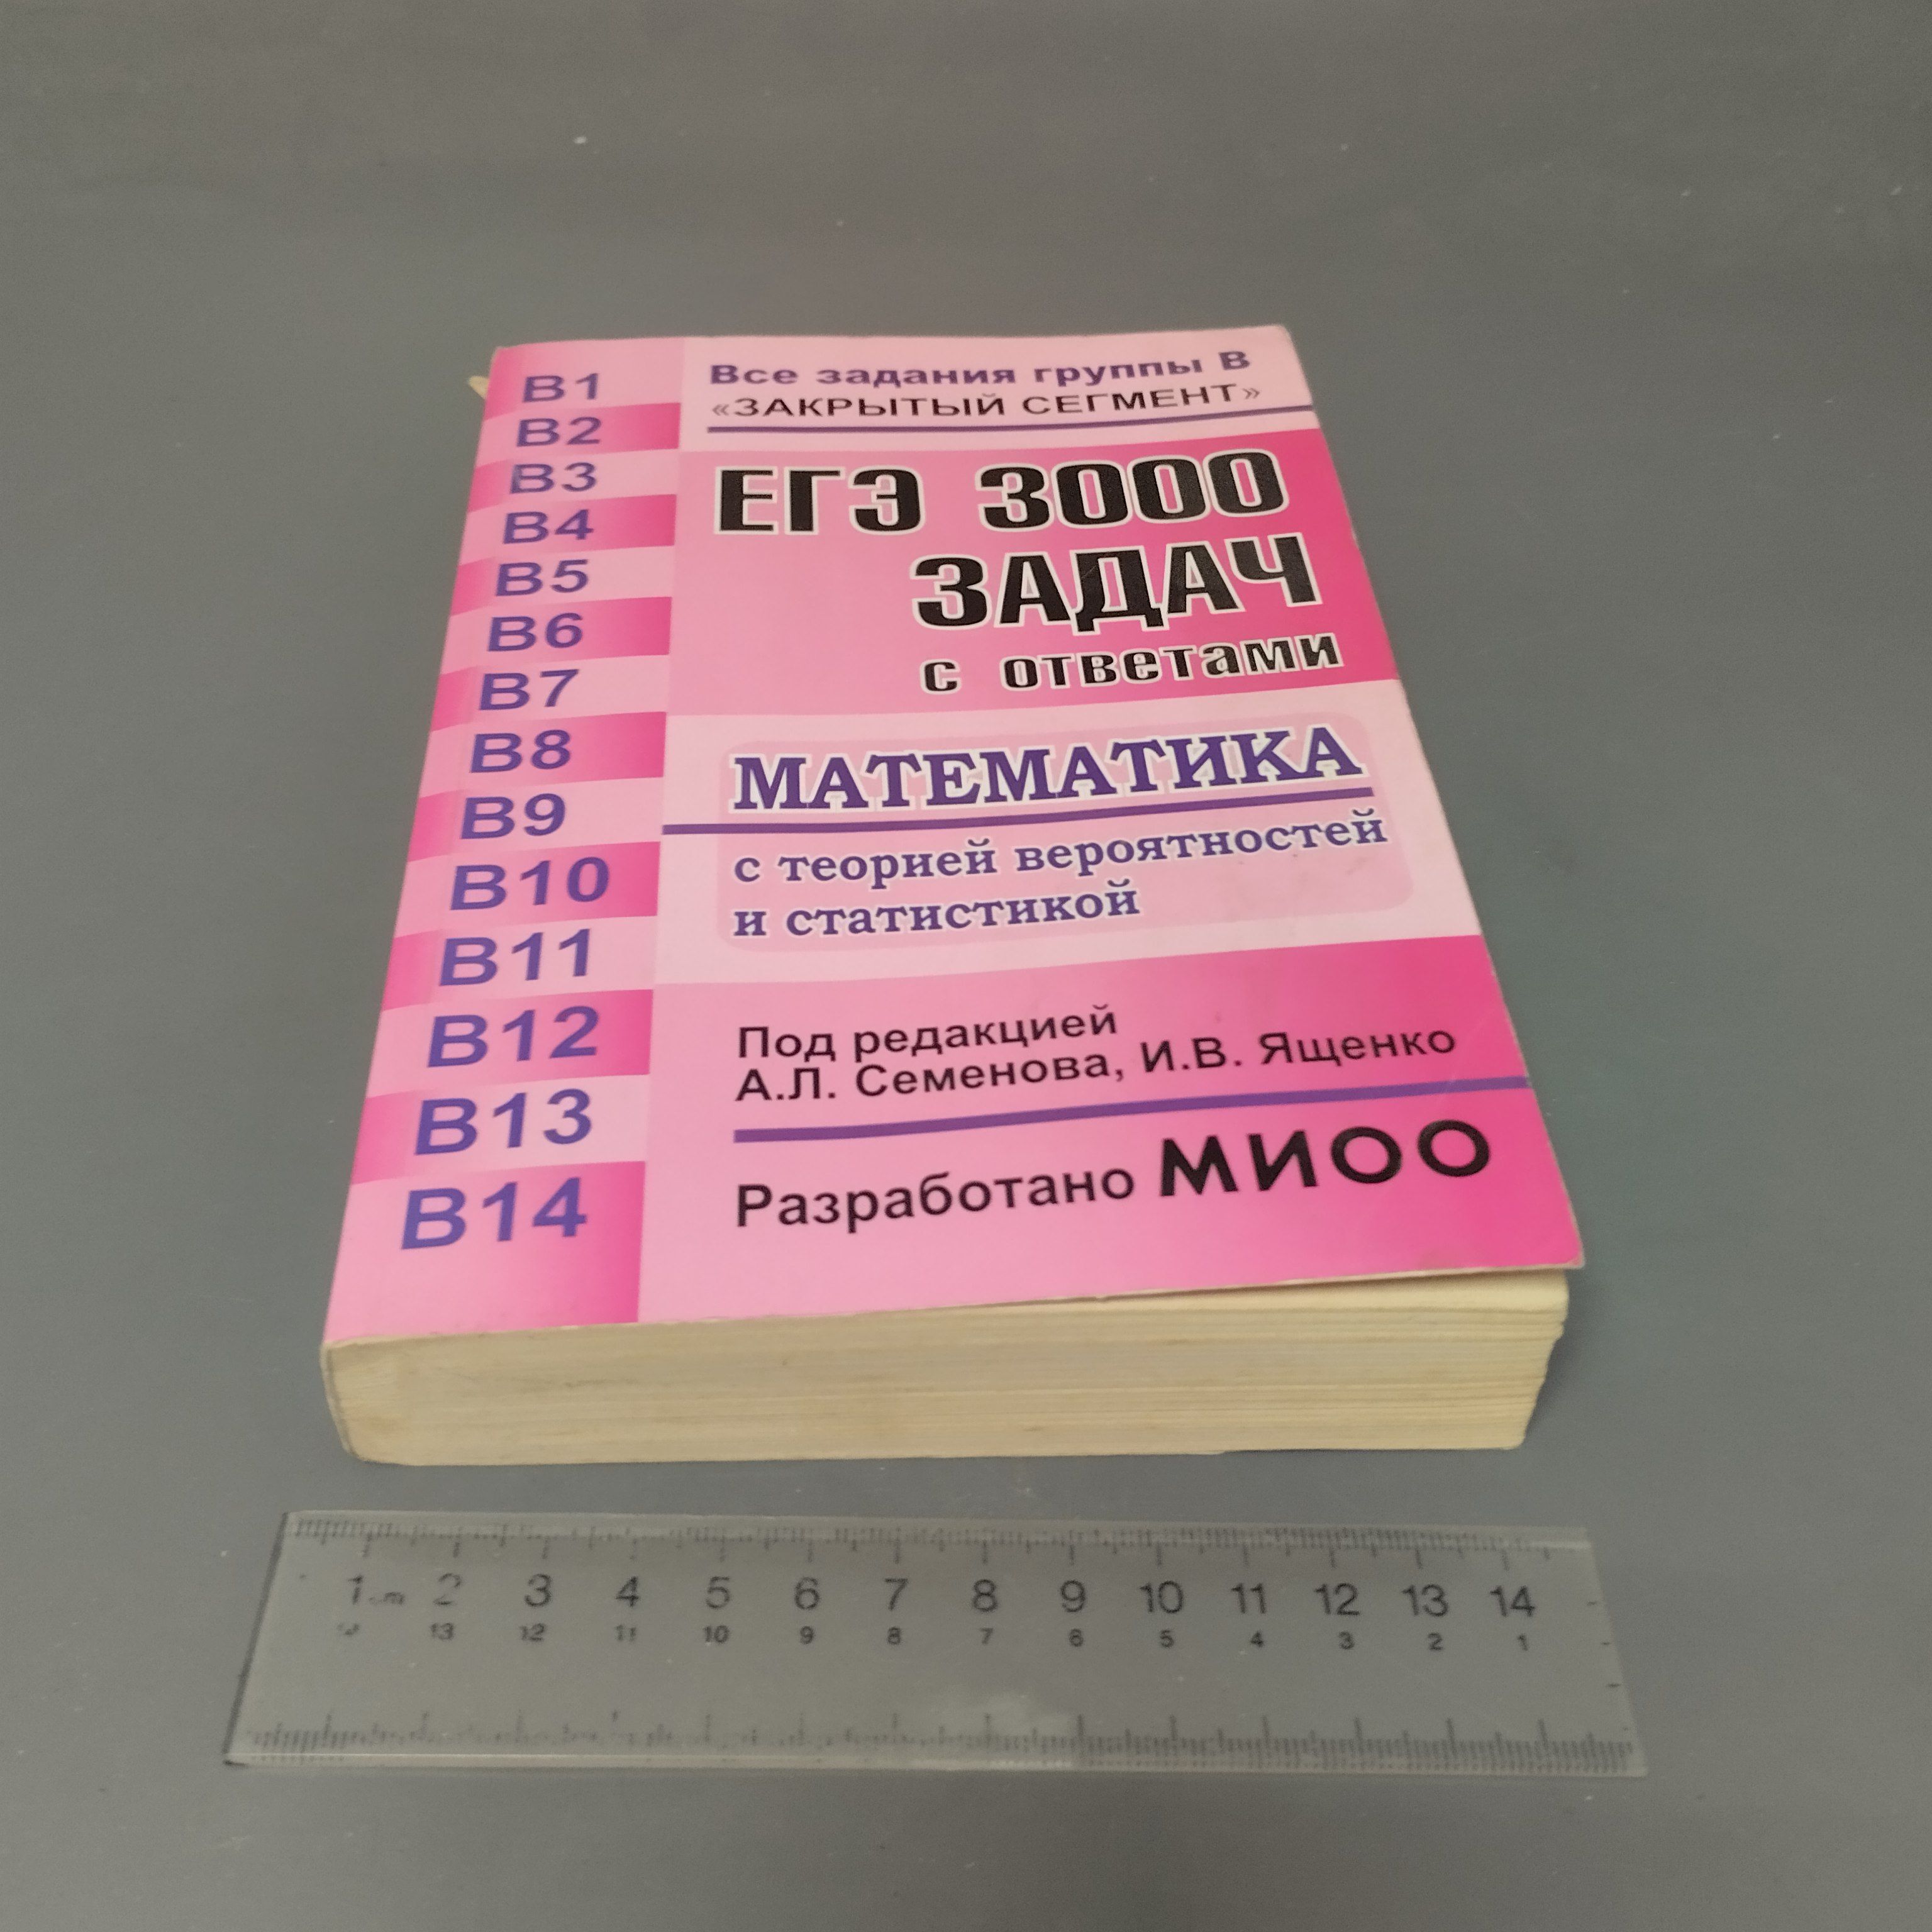 В1
В2
В3
В4
В5
В6
В7
В8
В9
В10
В11
В12
В13
В14
Все задания группы В
«ЗАКРЫТЫЙ СЕГМЕНТ»
ЕГЭ 3000
ЗАДАЧ
с ответами
МАТЕМАТИКА
с теорией вероятностей
и статистикой
Под редакцией
А.Л. Семенова, И.В. Ященко
Разработано МИОО
1 cm 2 3 4 5 6 7 8 9 10 11 12 13 14
13 12 11 10 9 8 7 6 5 4 3 2 1